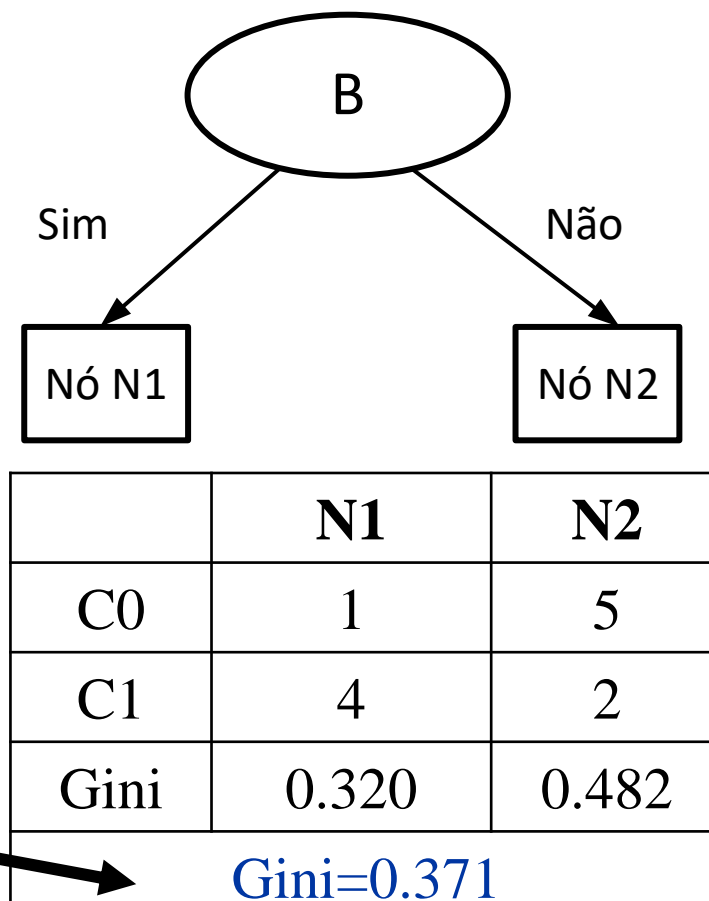 B
Sim Não
Nó N1 Nó N2
N1 N2
C0 1 5
C1 4 2
Gini 0.320 0.482
Gini=0.371